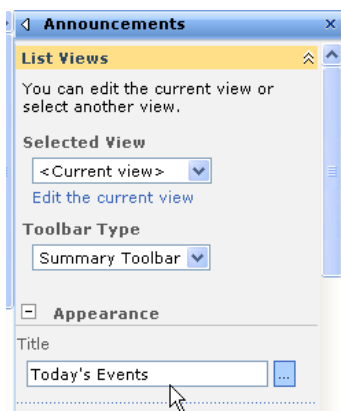 Announcements
List Views
You can edit the current view or
select another view.
Selected View
<Current view>
Edit the current view
Toolbar Type
Summary Toolbar
Appearance
Title
Today's Events
...